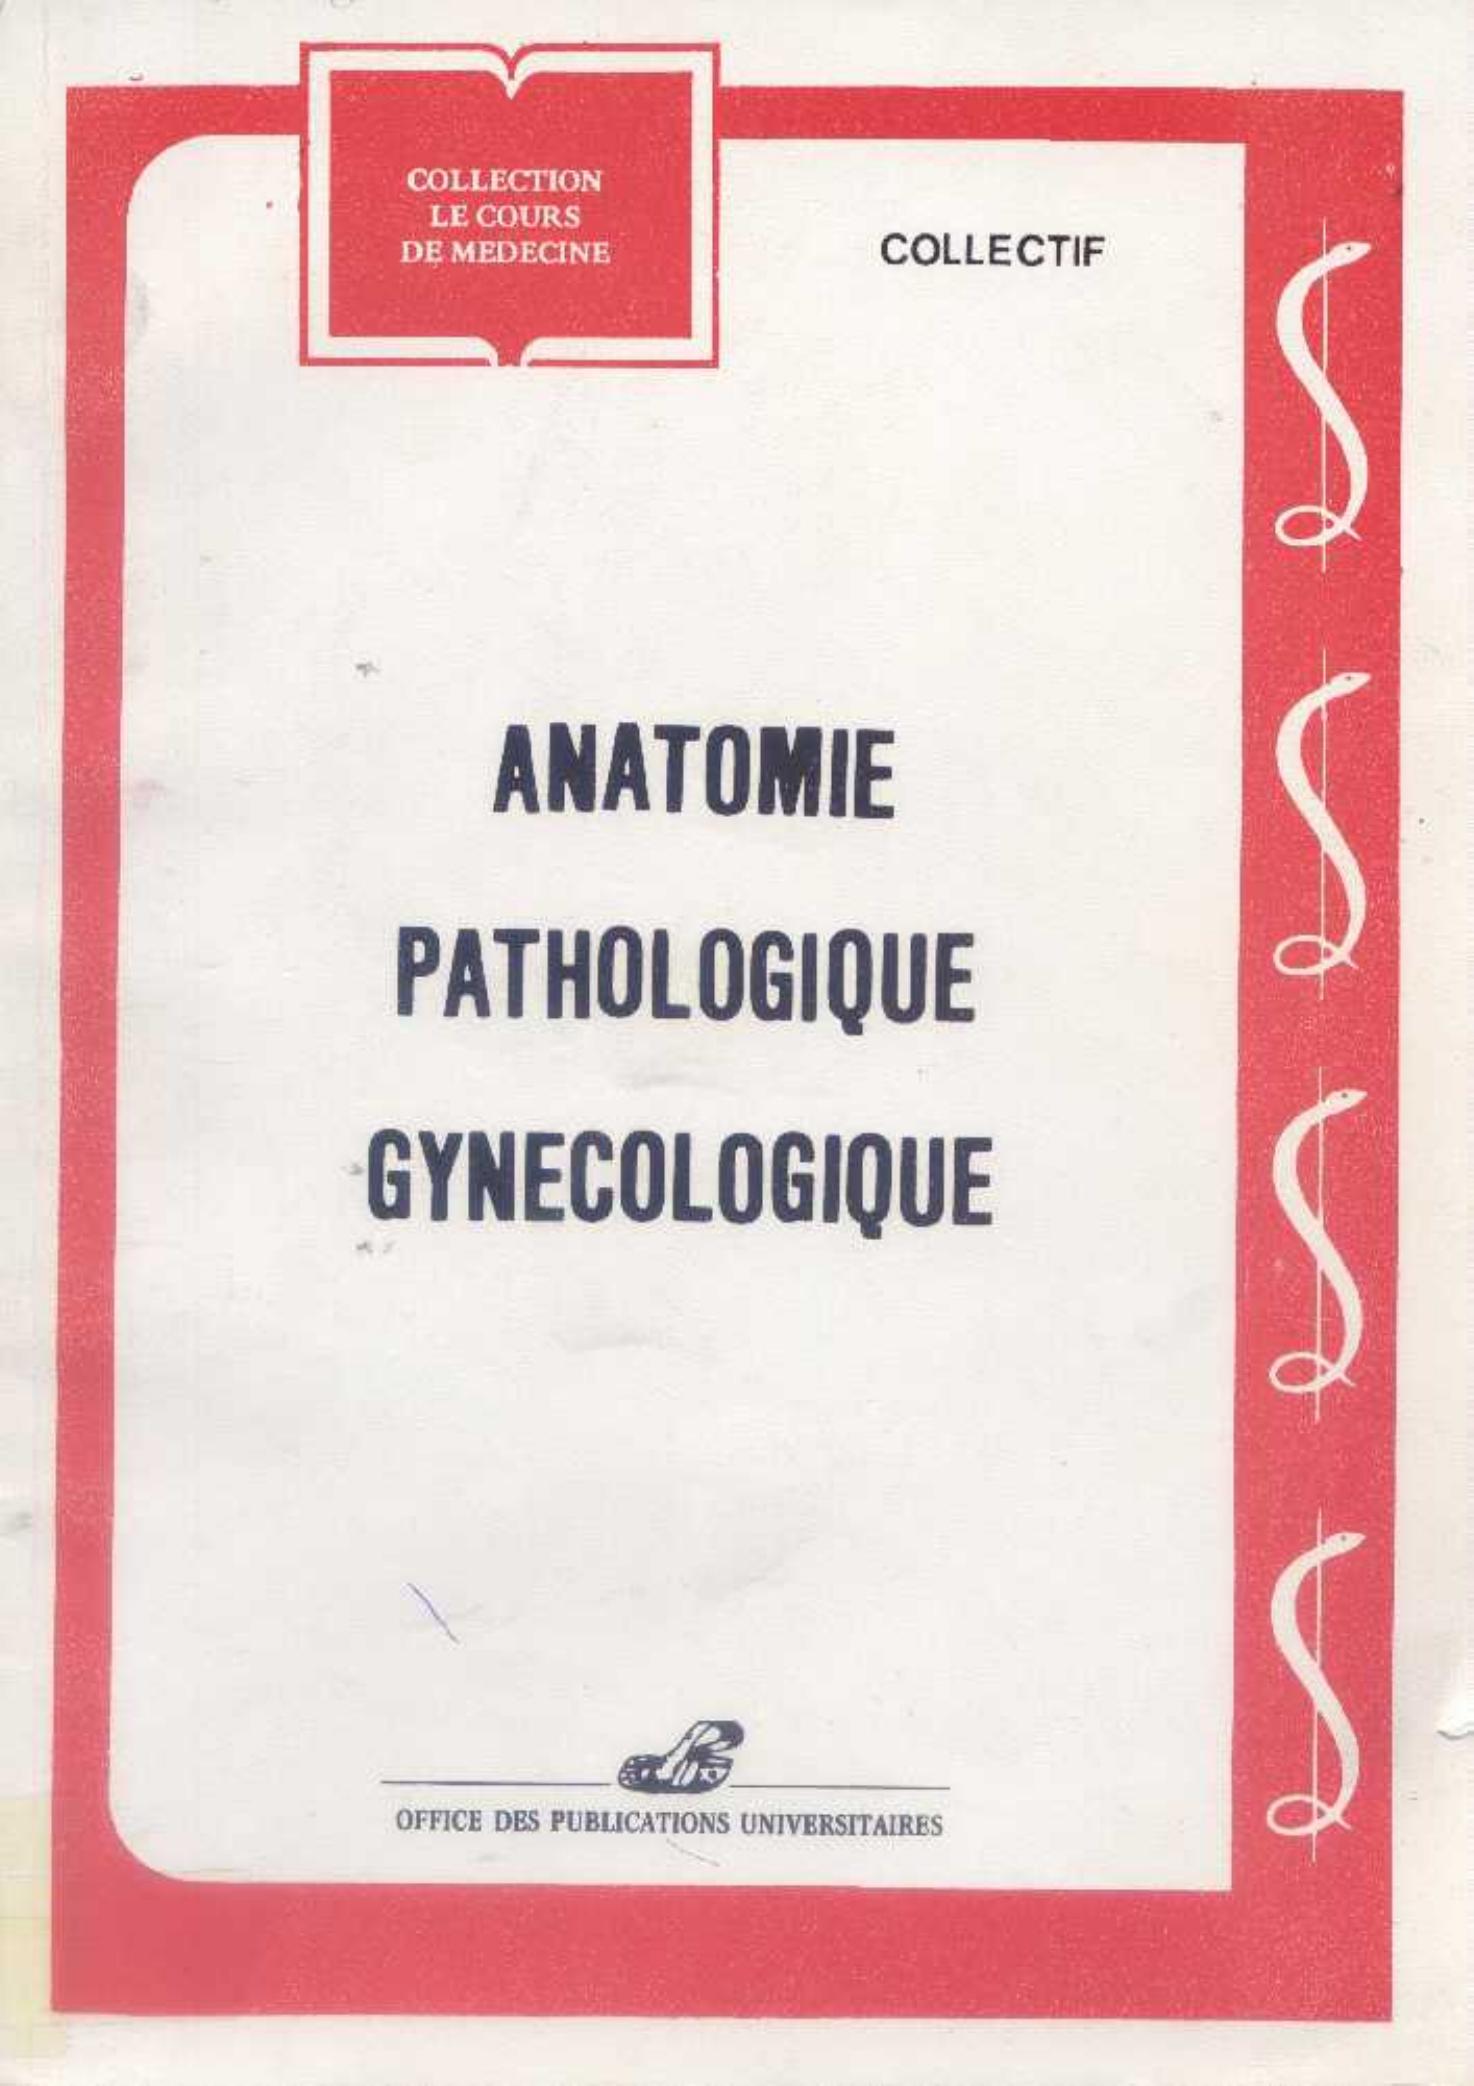 COLLECTION
LE COURS
DE MEDECINE
COLLECTIF
ANATOMIE
PATHOLOGIQUE
GYNECOLOGIQUE
OFFICE DES PUBLICATIONS UNIVERSITAIRES